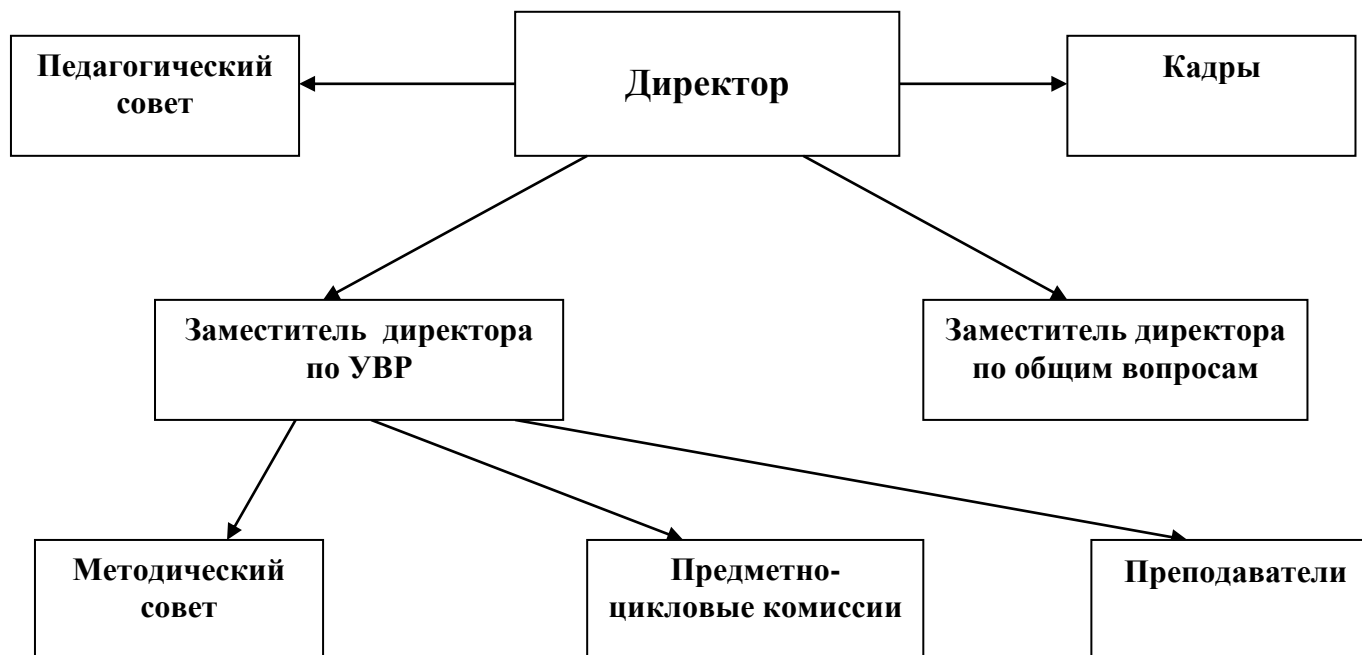 Педагогический
совет
Директор
Кадры
Заместитель  директора
по УВР
Заместитель директора
по общим вопросам
Методический
совет
Предметно-
цикловые комиссии
Преподаватели